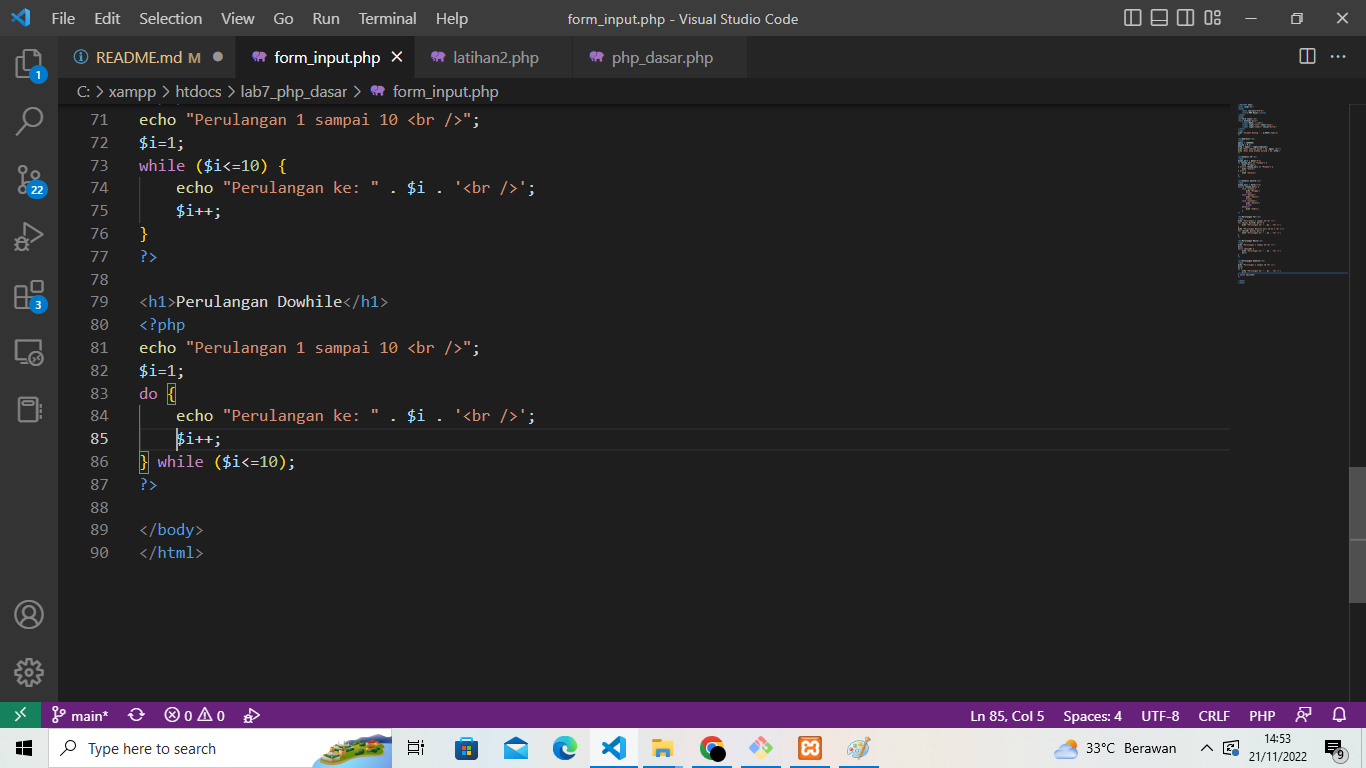 File Edit Selection View Go Run Terminal Help form_input.php - Visual Studio Code
README.md M form_input.php latihan2.php php_dasar.php
C: > xampp > htdocs > lab7_php_dasar > form_input.php
71 echo "Perulangan 1 sampai 10 <br />";
72 $i=1;
73 while ($i<=10) {
74 echo "Perulangan ke: " . $i . '<br />';
75 $i++;
76 }
77 ?>
78
79 <h1>Perulangan Dowhile</h1>
80 <?php
81 echo "Perulangan 1 sampai 10 <br />";
82 $i=1;
83 do {
84 echo "Perulangan ke: " . $i . '<br />';
85 $i++;
86 } while ($i<=10);
87 ?>
88
89 </body>
90 </html>
1
22
3
main* 0 0 Ln 85, Col 5 Spaces: 4 UTF-8 CRLF PHP
Type here to search 33°C Berawan 14:53
21/11/2022 9